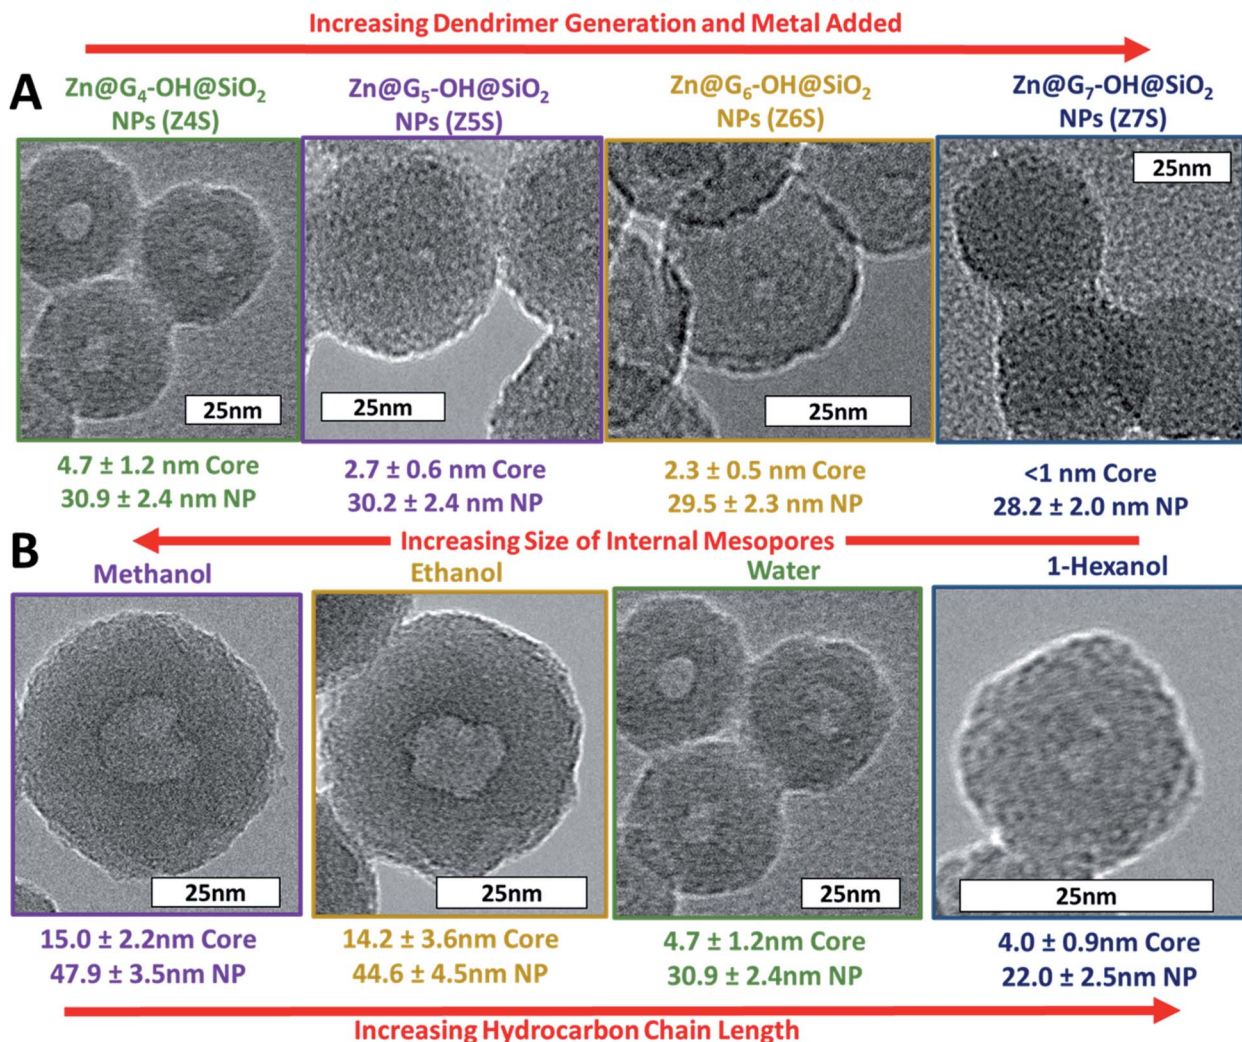 Increasing Dendrimer Generation and Metal Added
A
Zn@G₄-OH@SiO₂
NPs (Z4S)
Zn@G₅-OH@SiO₂
NPs (Z5S)
Zn@G₆-OH@SiO₂
NPs (Z6S)
Zn@G₇-OH@SiO₂
NPs (Z7S)
25nm
25nm
25nm
25nm
4.7 ± 1.2 nm Core
30.9 ± 2.4 nm NP
2.7 ± 0.6 nm Core
30.2 ± 2.4 nm NP
2.3 ± 0.5 nm Core
29.5 ± 2.3 nm NP
<1 nm Core
28.2 ± 2.0 nm NP
Increasing Size of Internal Mesopores
B
Methanol
Ethanol
Water
1-Hexanol
25nm
25nm
25nm
25nm
15.0 ± 2.2nm Core
47.9 ± 3.5nm NP
14.2 ± 3.6nm Core
44.6 ± 4.5nm NP
4.7 ± 1.2nm Core
30.9 ± 2.4nm NP
4.0 ± 0.9nm Core
22.0 ± 2.5nm NP
Increasing Hydrocarbon Chain Length